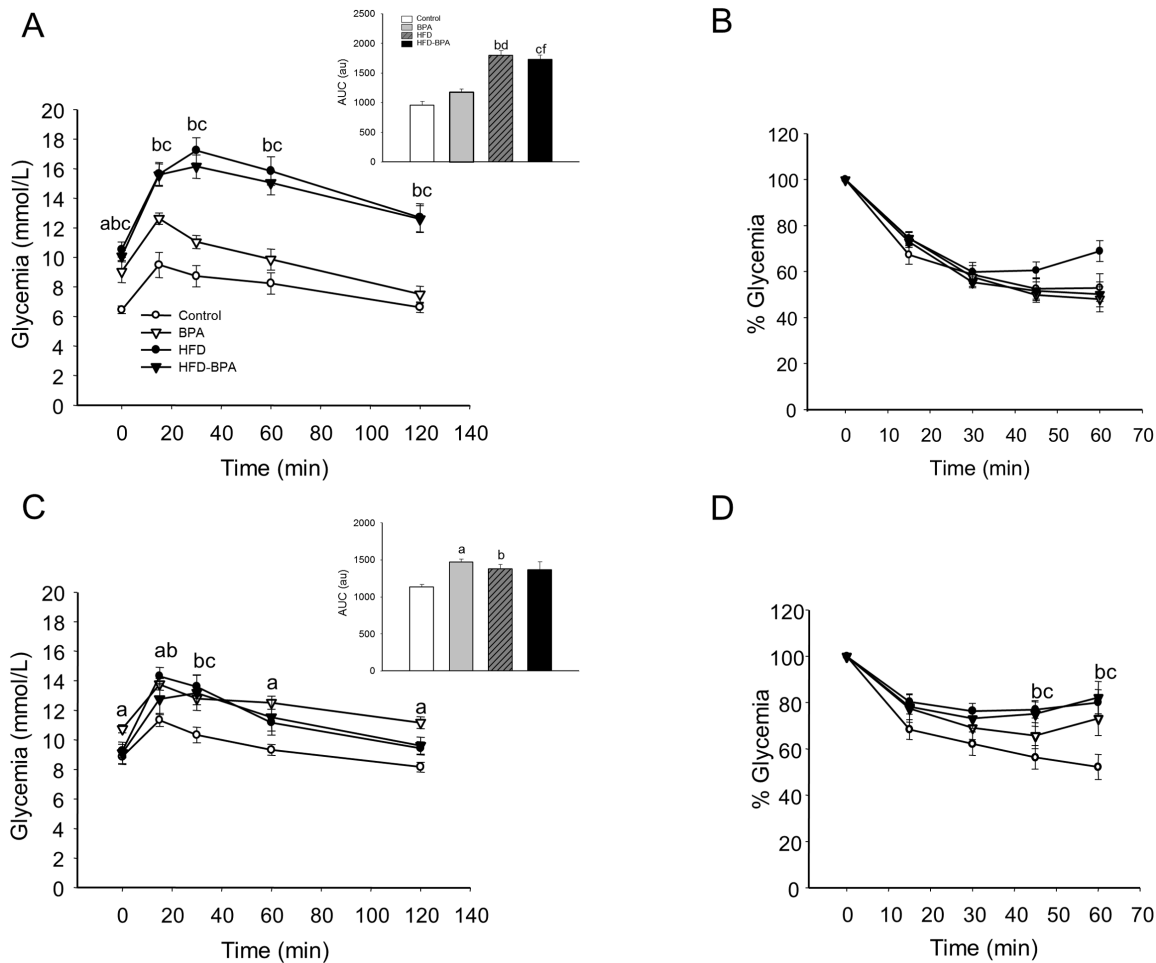 A
2500
2000
1500
1000
500
0
AUC (au)
Control
BPA
HFD
HFD-BPA
bd
cf
20
18
16
14
12
10
8
6
4
2
0
Glycemia (mmol/L)
abc
bc
bc
bc
bc
Control
BPA
HFD
HFD-BPA
0 20 40 60 80 100 120 140
Time (min)
B
120
100
80
60
40
20
0
% Glycemia
0 10 20 30 40 50 60 70
Time (min)
C
2000
1500
1000
500
0
AUC (au)
a
b
20
18
16
14
12
10
8
6
4
2
0
Glycemia (mmol/L)
a
ab
bc
a
a
0 20 40 60 80 100 120 140
Time (min)
D
120
100
80
60
40
20
0
% Glycemia
bc
bc
0 10 20 30 40 50 60 70
Time (min)